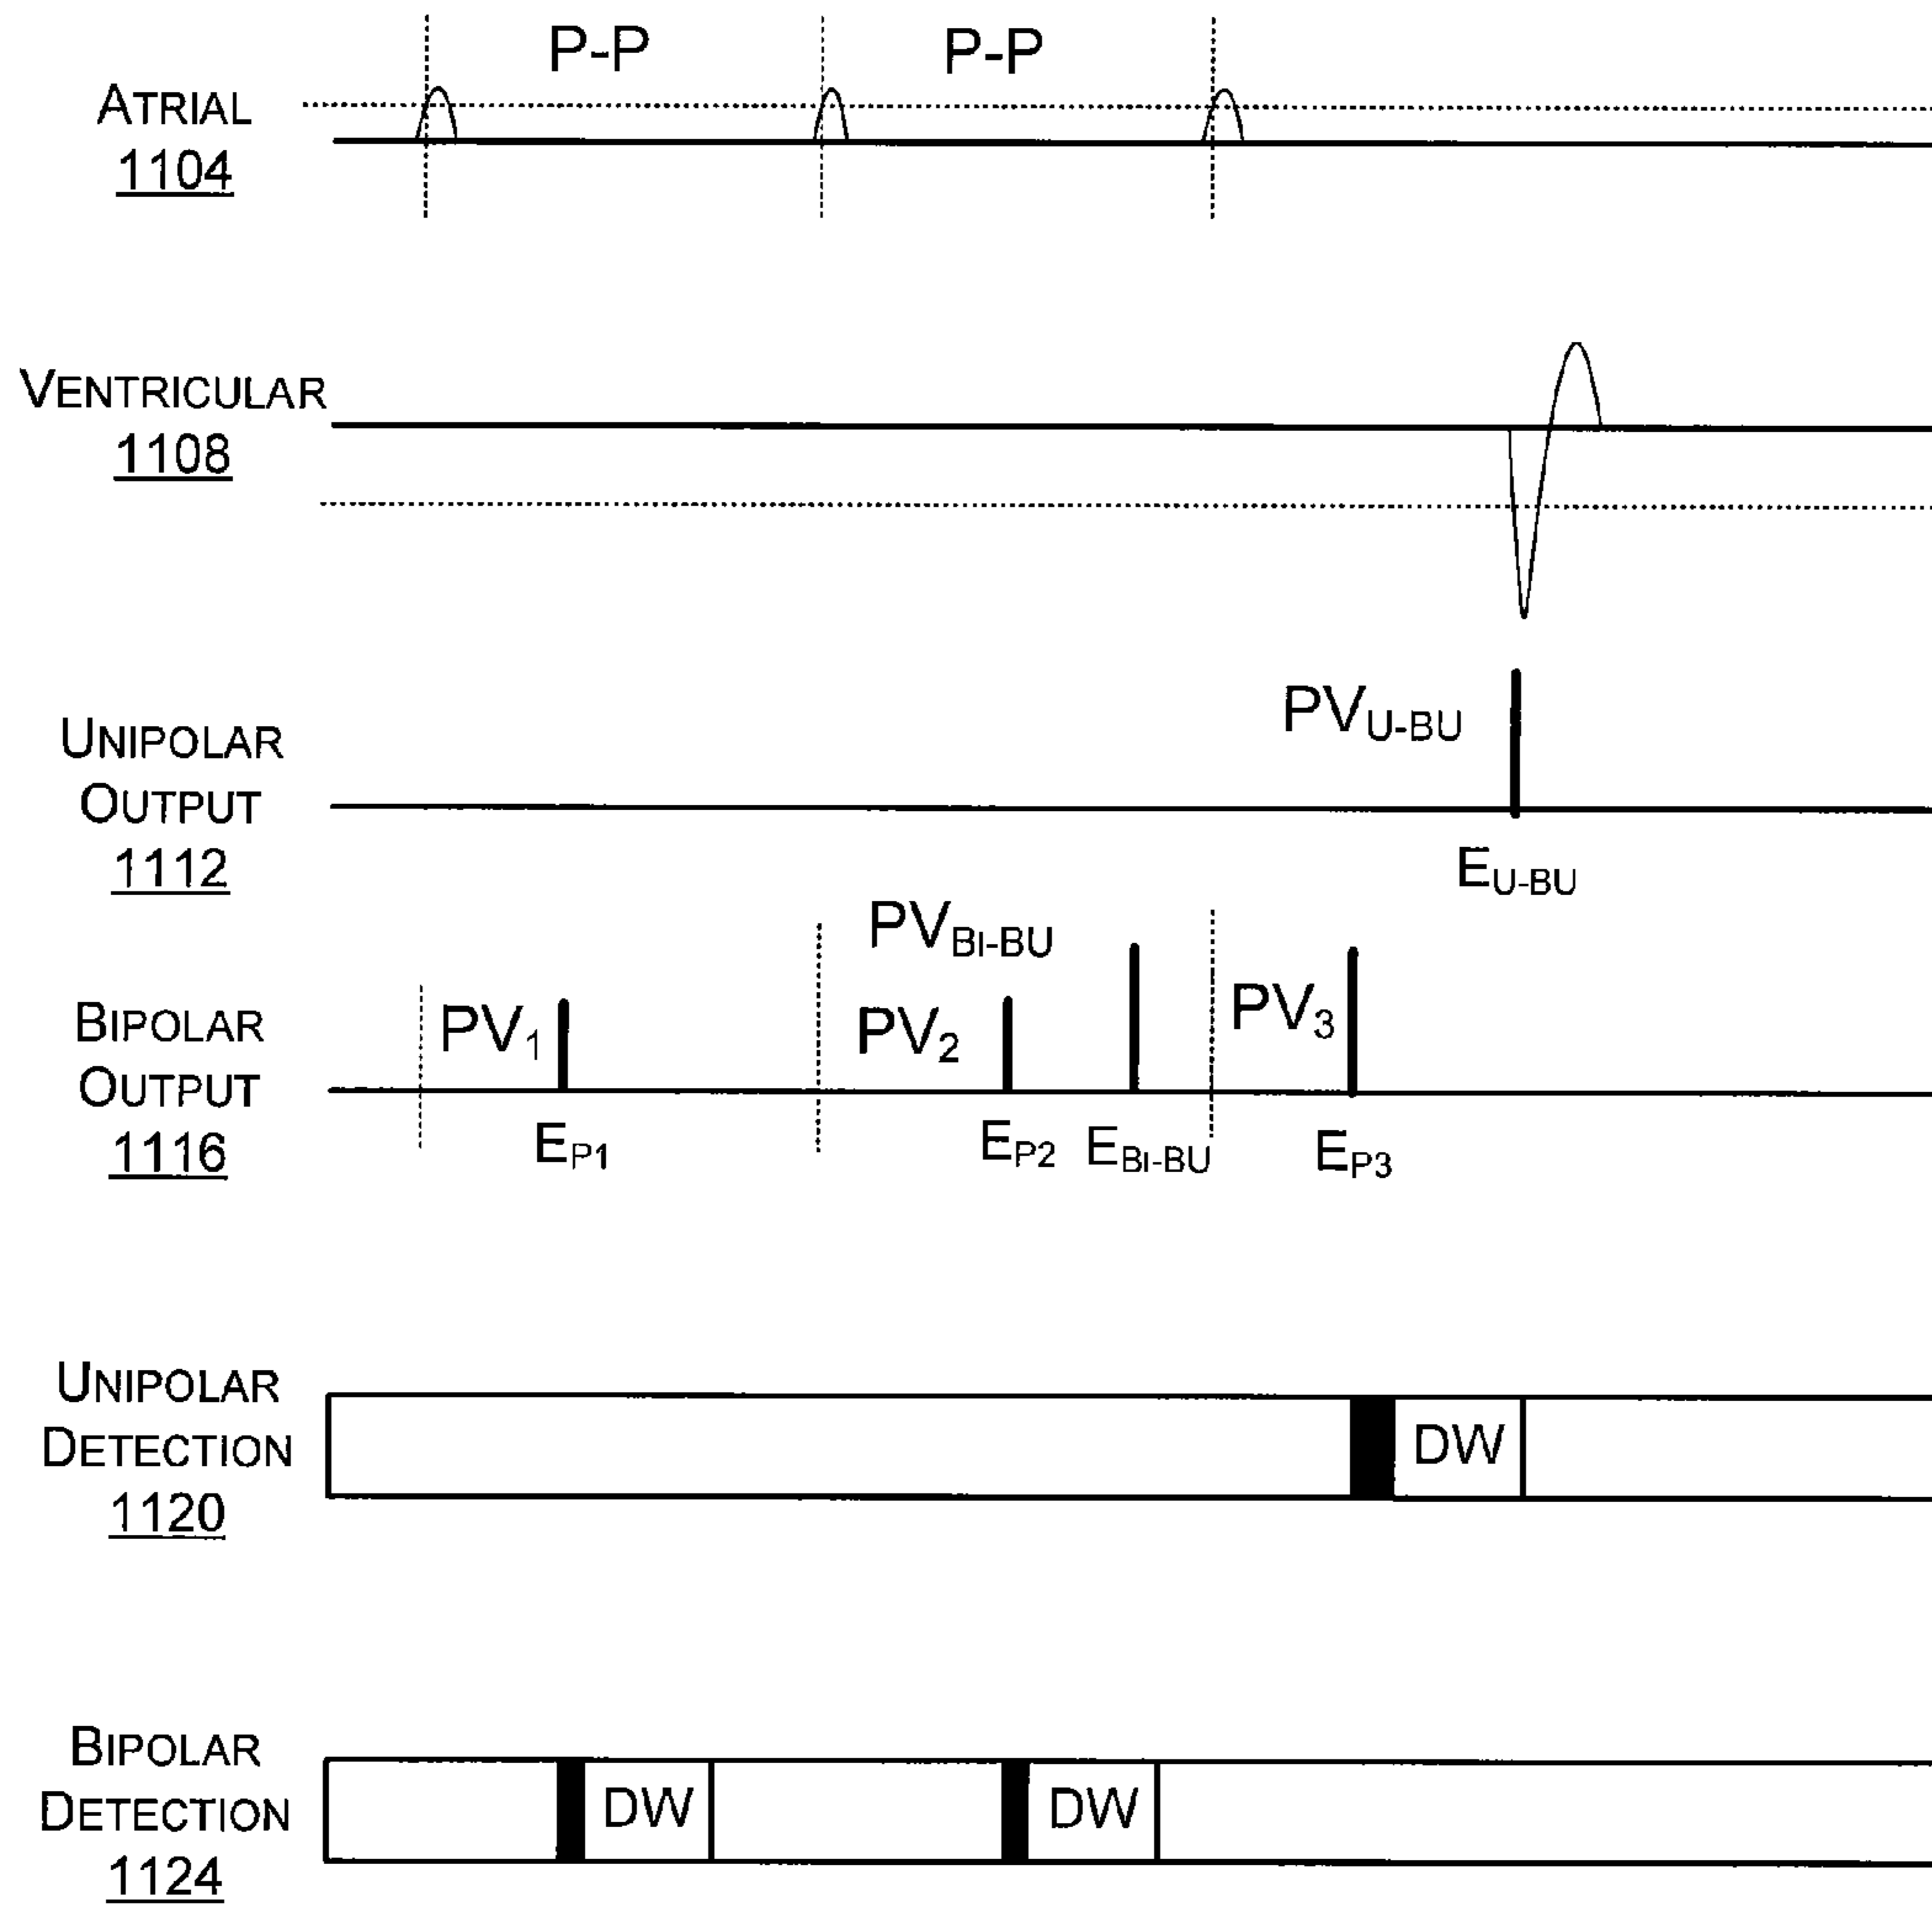 P-P P-P
ATRIAL
1104
VENTRICULAR
1108
PVU-BU
UNIPOLAR
OUTPUT
1112
EU-BU
PVBI-BU
PV1 PV2 PV3
BIPOLAR
OUTPUT
1116
EP1 EP2 EBI-BU EP3
UNIPOLAR
DETECTION
1120
DW
BIPOLAR
DETECTION
1124
DW DW